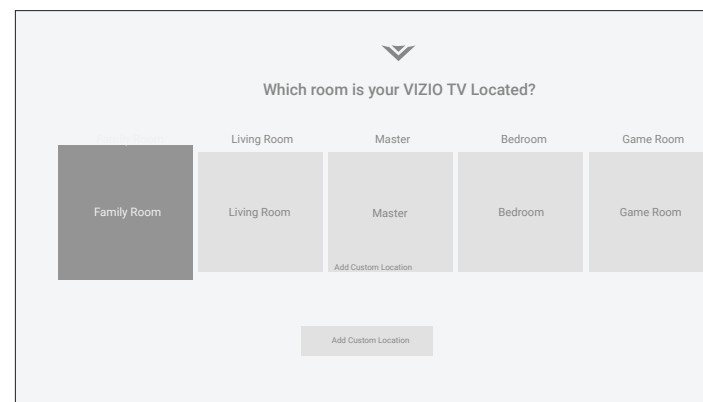 Which room is your VIZIO TV Located?
Living Room Master Bedroom Game Room
Family Room Living Room Master Bedroom Game Room
Add Custom Location
Add Custom Location